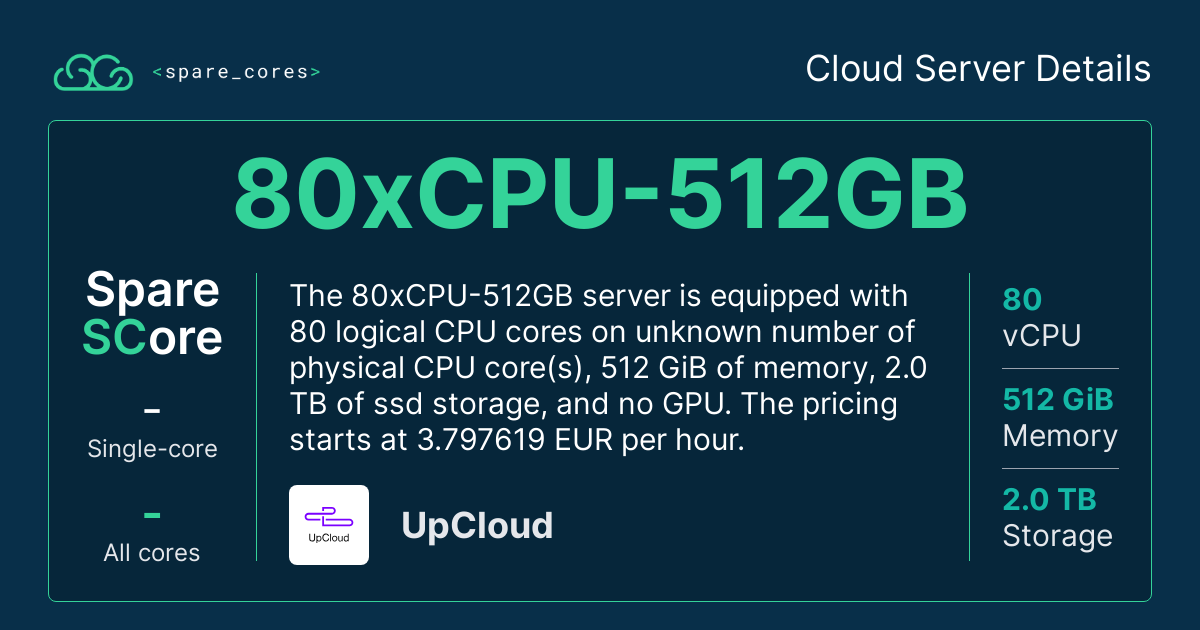 <spare_cores>
Cloud Server Details
80xCPU-512GB
Spare
SCore
–
Single-core
–
All cores
The 80xCPU-512GB server is equipped with
80 logical CPU cores on unknown number of
physical CPU core(s), 512 GiB of memory, 2.0
TB of ssd storage, and no GPU. The pricing
starts at 3.797619 EUR per hour.
UpCloud
UpCloud
80
vCPU
512 GiB
Memory
2.0 TB
Storage